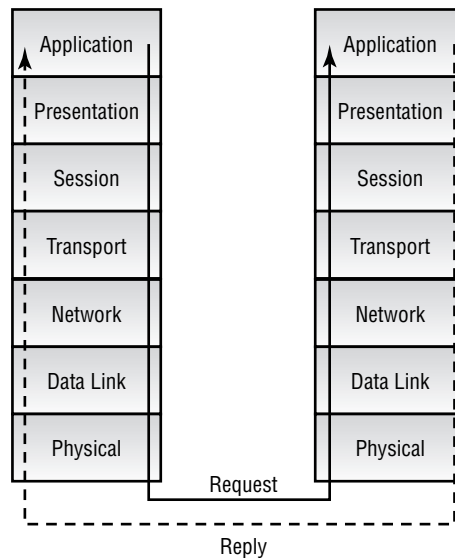 Application
Presentation
Session
Transport
Network
Data Link
Physical
Application
Presentation
Session
Transport
Network
Data Link
Physical
Request
Reply